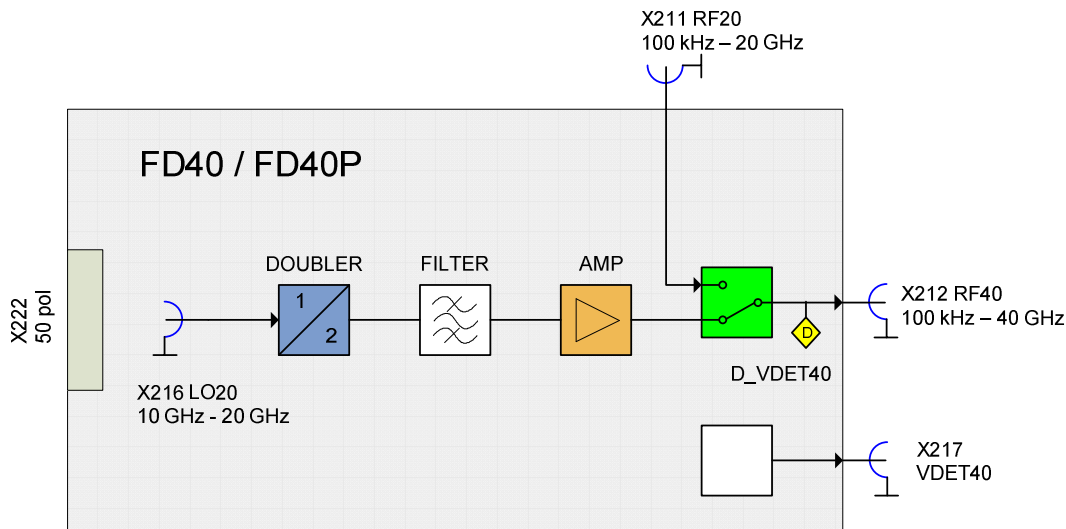 X211 RF20
100 kHz – 20 GHz
FD40 / FD40P
X222
50 pol
DOUBLER
FILTER
AMP
1
2
X216 LO20
10 GHz - 20 GHz
X212 RF40
100 kHz – 40 GHz
D
D_VDET40
X217
VDET40